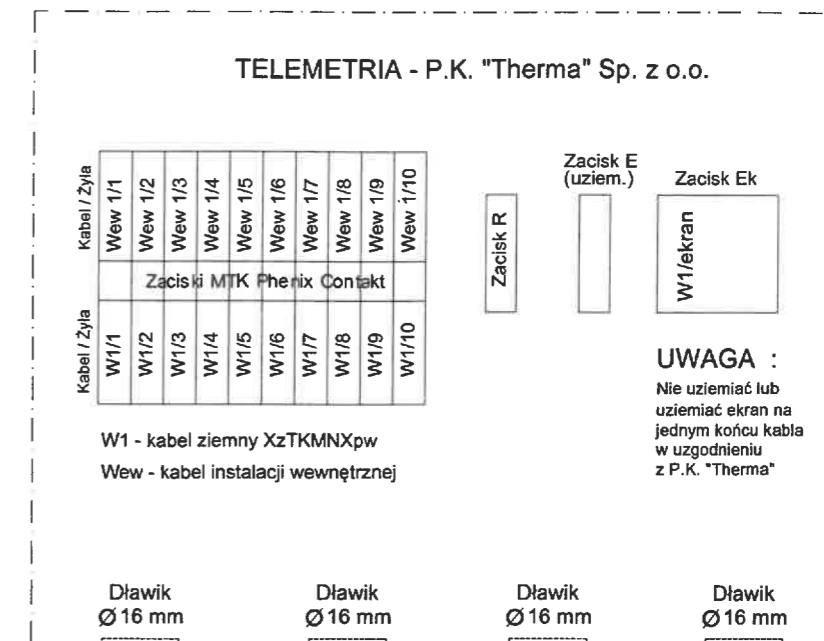 TELEMETRIA - P.K. "Therma" Sp. z o.o.
Kabel / Żyła
Wew 1/1
Wew 1/2
Wew 1/3
Wew 1/4
Wew 1/5
Wew 1/6
Wew 1/7
Wew 1/8
Wew 1/9
Wew 1/10
Zaciski MTK Phenix Contakt
Kabel / Żyła
W1/1
W1/2
W1/3
W1/4
W1/5
W1/6
W1/7
W1/8
W1/9
W1/10
Zacisk R
Zacisk E
(uziem.)
Zacisk Ek
W1/ekran
UWAGA :
Nie uziemiać lub
uziemiać ekran na
jednym końcu kabla
w uzgodnieniu
z P.K. "Therma"
W1 - kabel ziemny XzTKMNXpw
Wew - kabel instalacji wewnętrznej
Dławik
Ø 16 mm
Dławik
Ø 16 mm
Dławik
Ø 16 mm
Dławik
Ø 16 mm